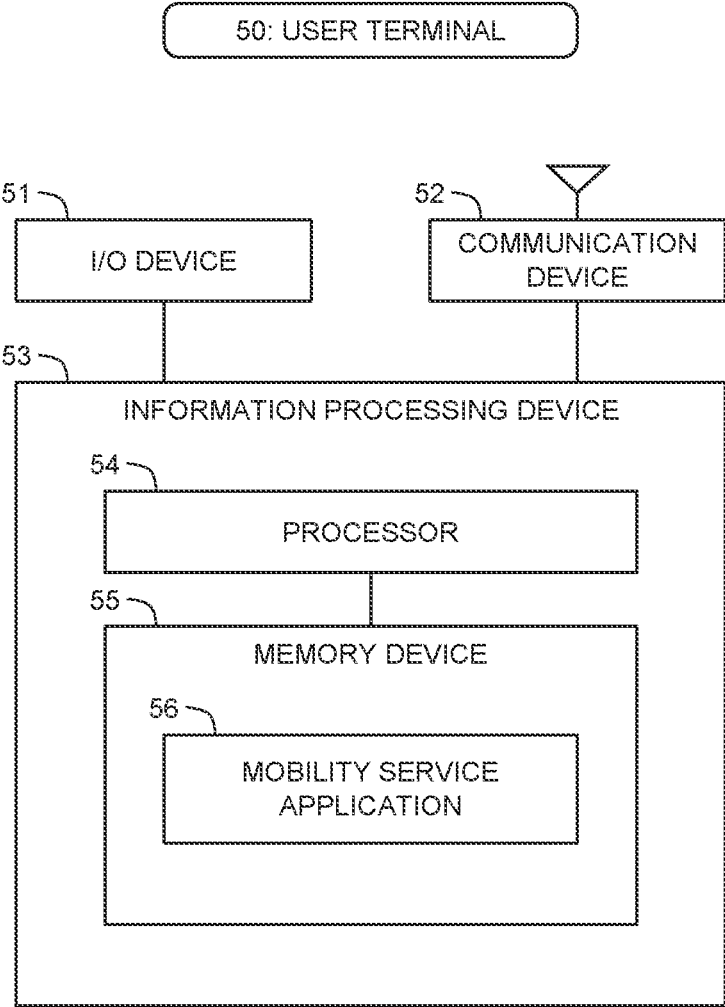 50: USER TERMINAL
51
I/O DEVICE
52
COMMUNICATION
DEVICE
53
INFORMATION PROCESSING DEVICE
54
PROCESSOR
55
MEMORY DEVICE
56
MOBILITY SERVICE
APPLICATION